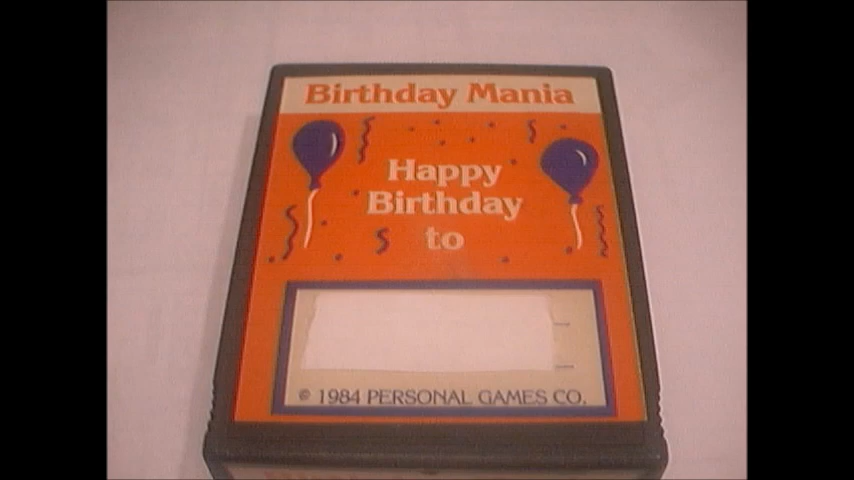 Birthday Mania
Happy
Birthday
to
© 1984 PERSONAL GAMES CO.